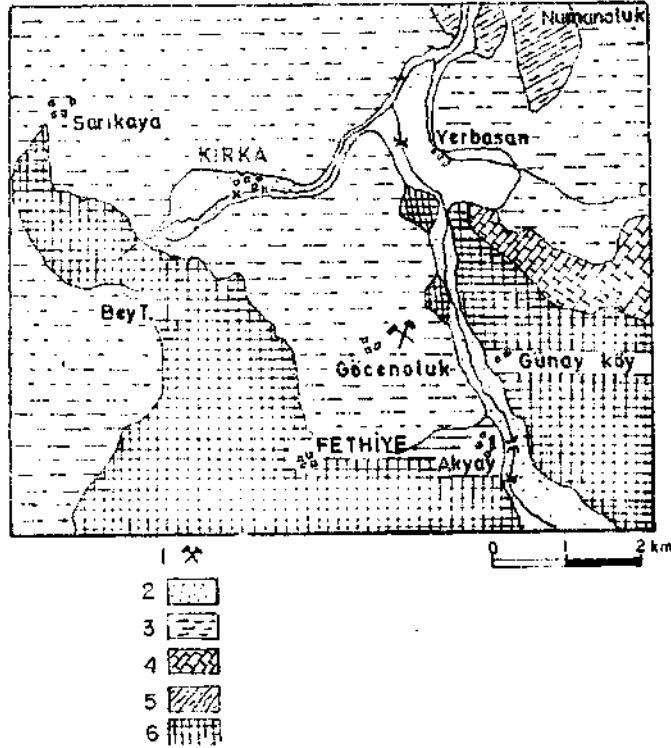 Numanoluk
Sarıkaya
Yerbasan
KIRKA
Bey T.
Göcenoluk
Gunay köy
FETHİYE
Akyay
0 1 2 km
1
2
3
4
5
6